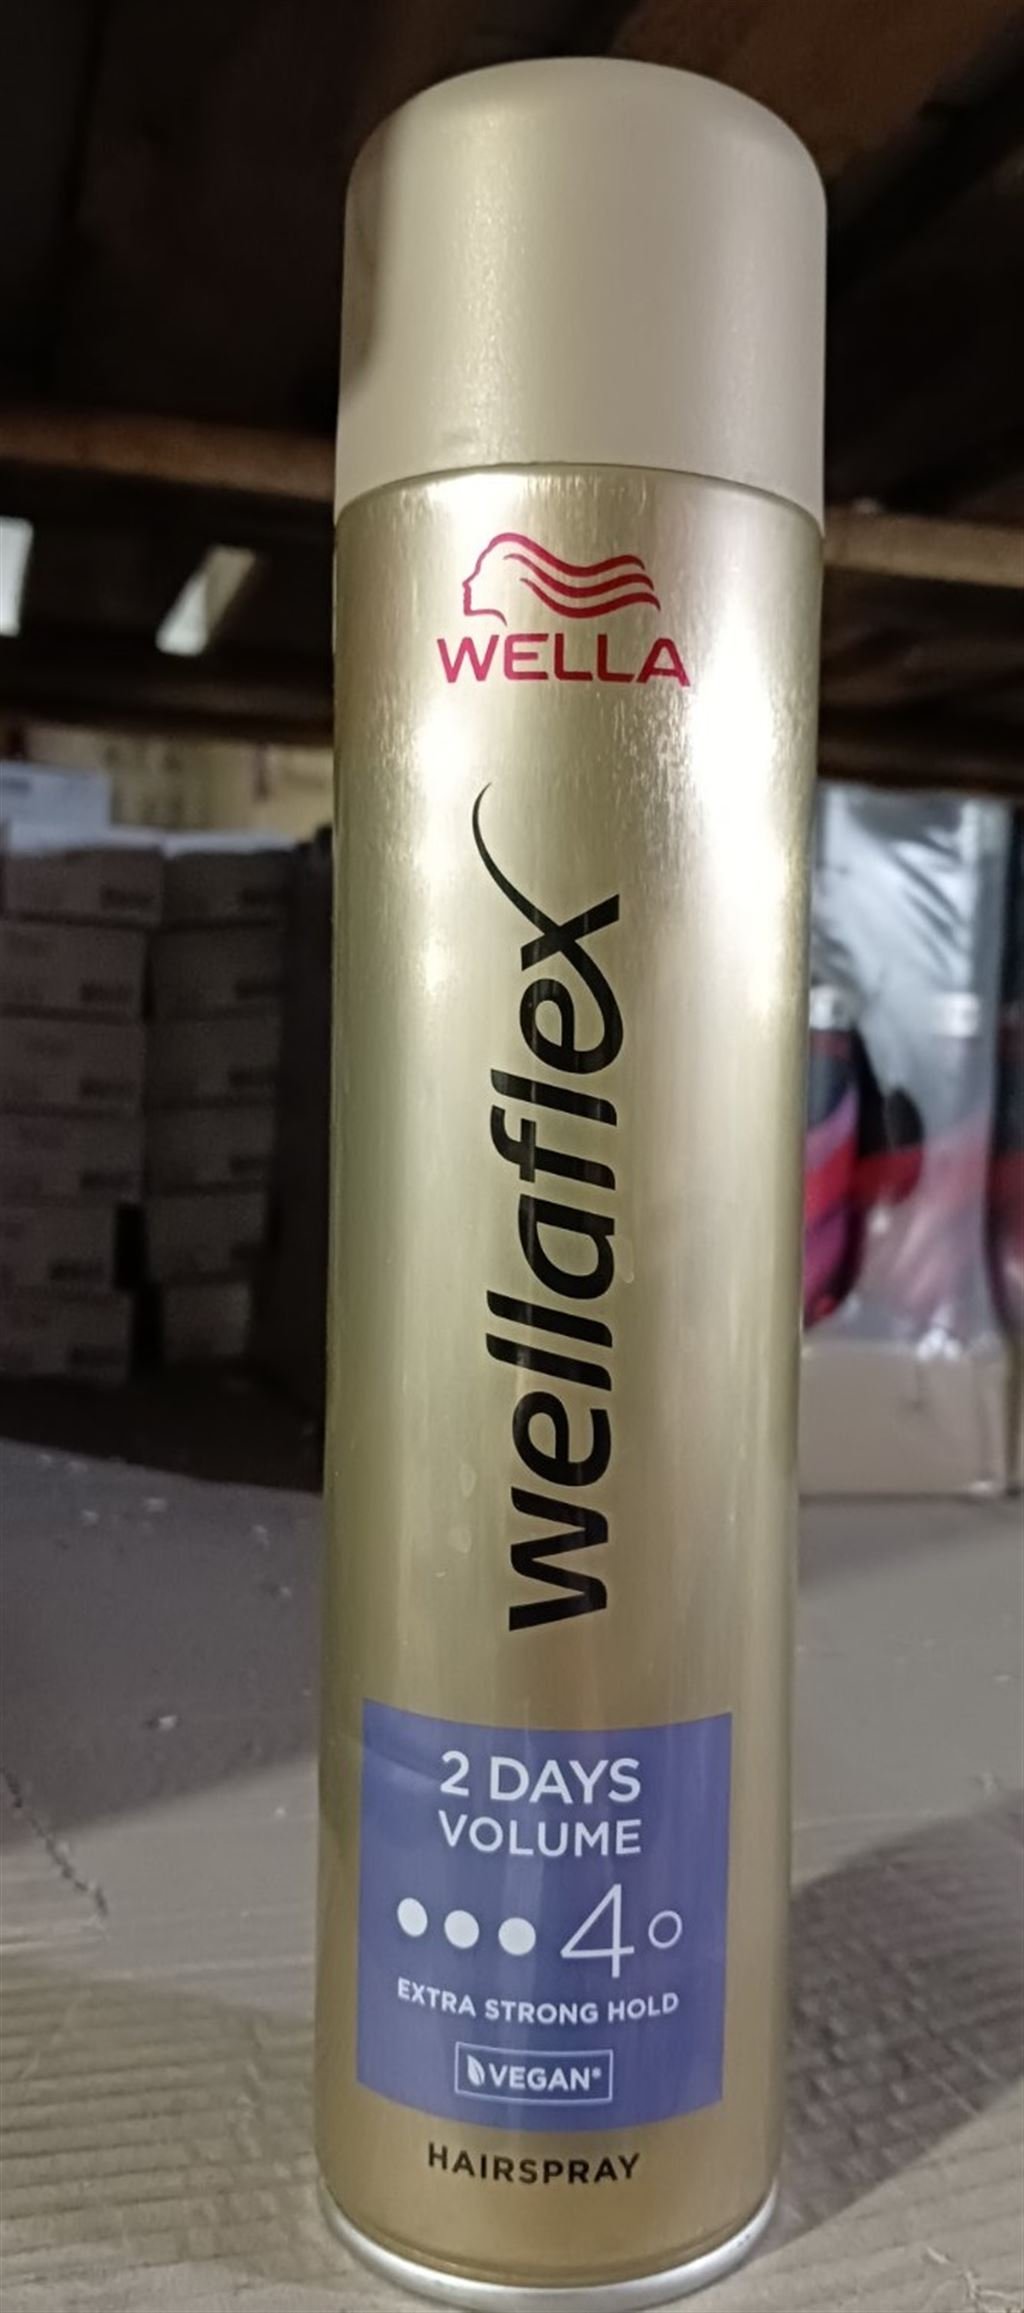 WELLA
wellaflex
2 DAYS
VOLUME
4
EXTRA STRONG HOLD
VEGAN*
HAIRSPRAY